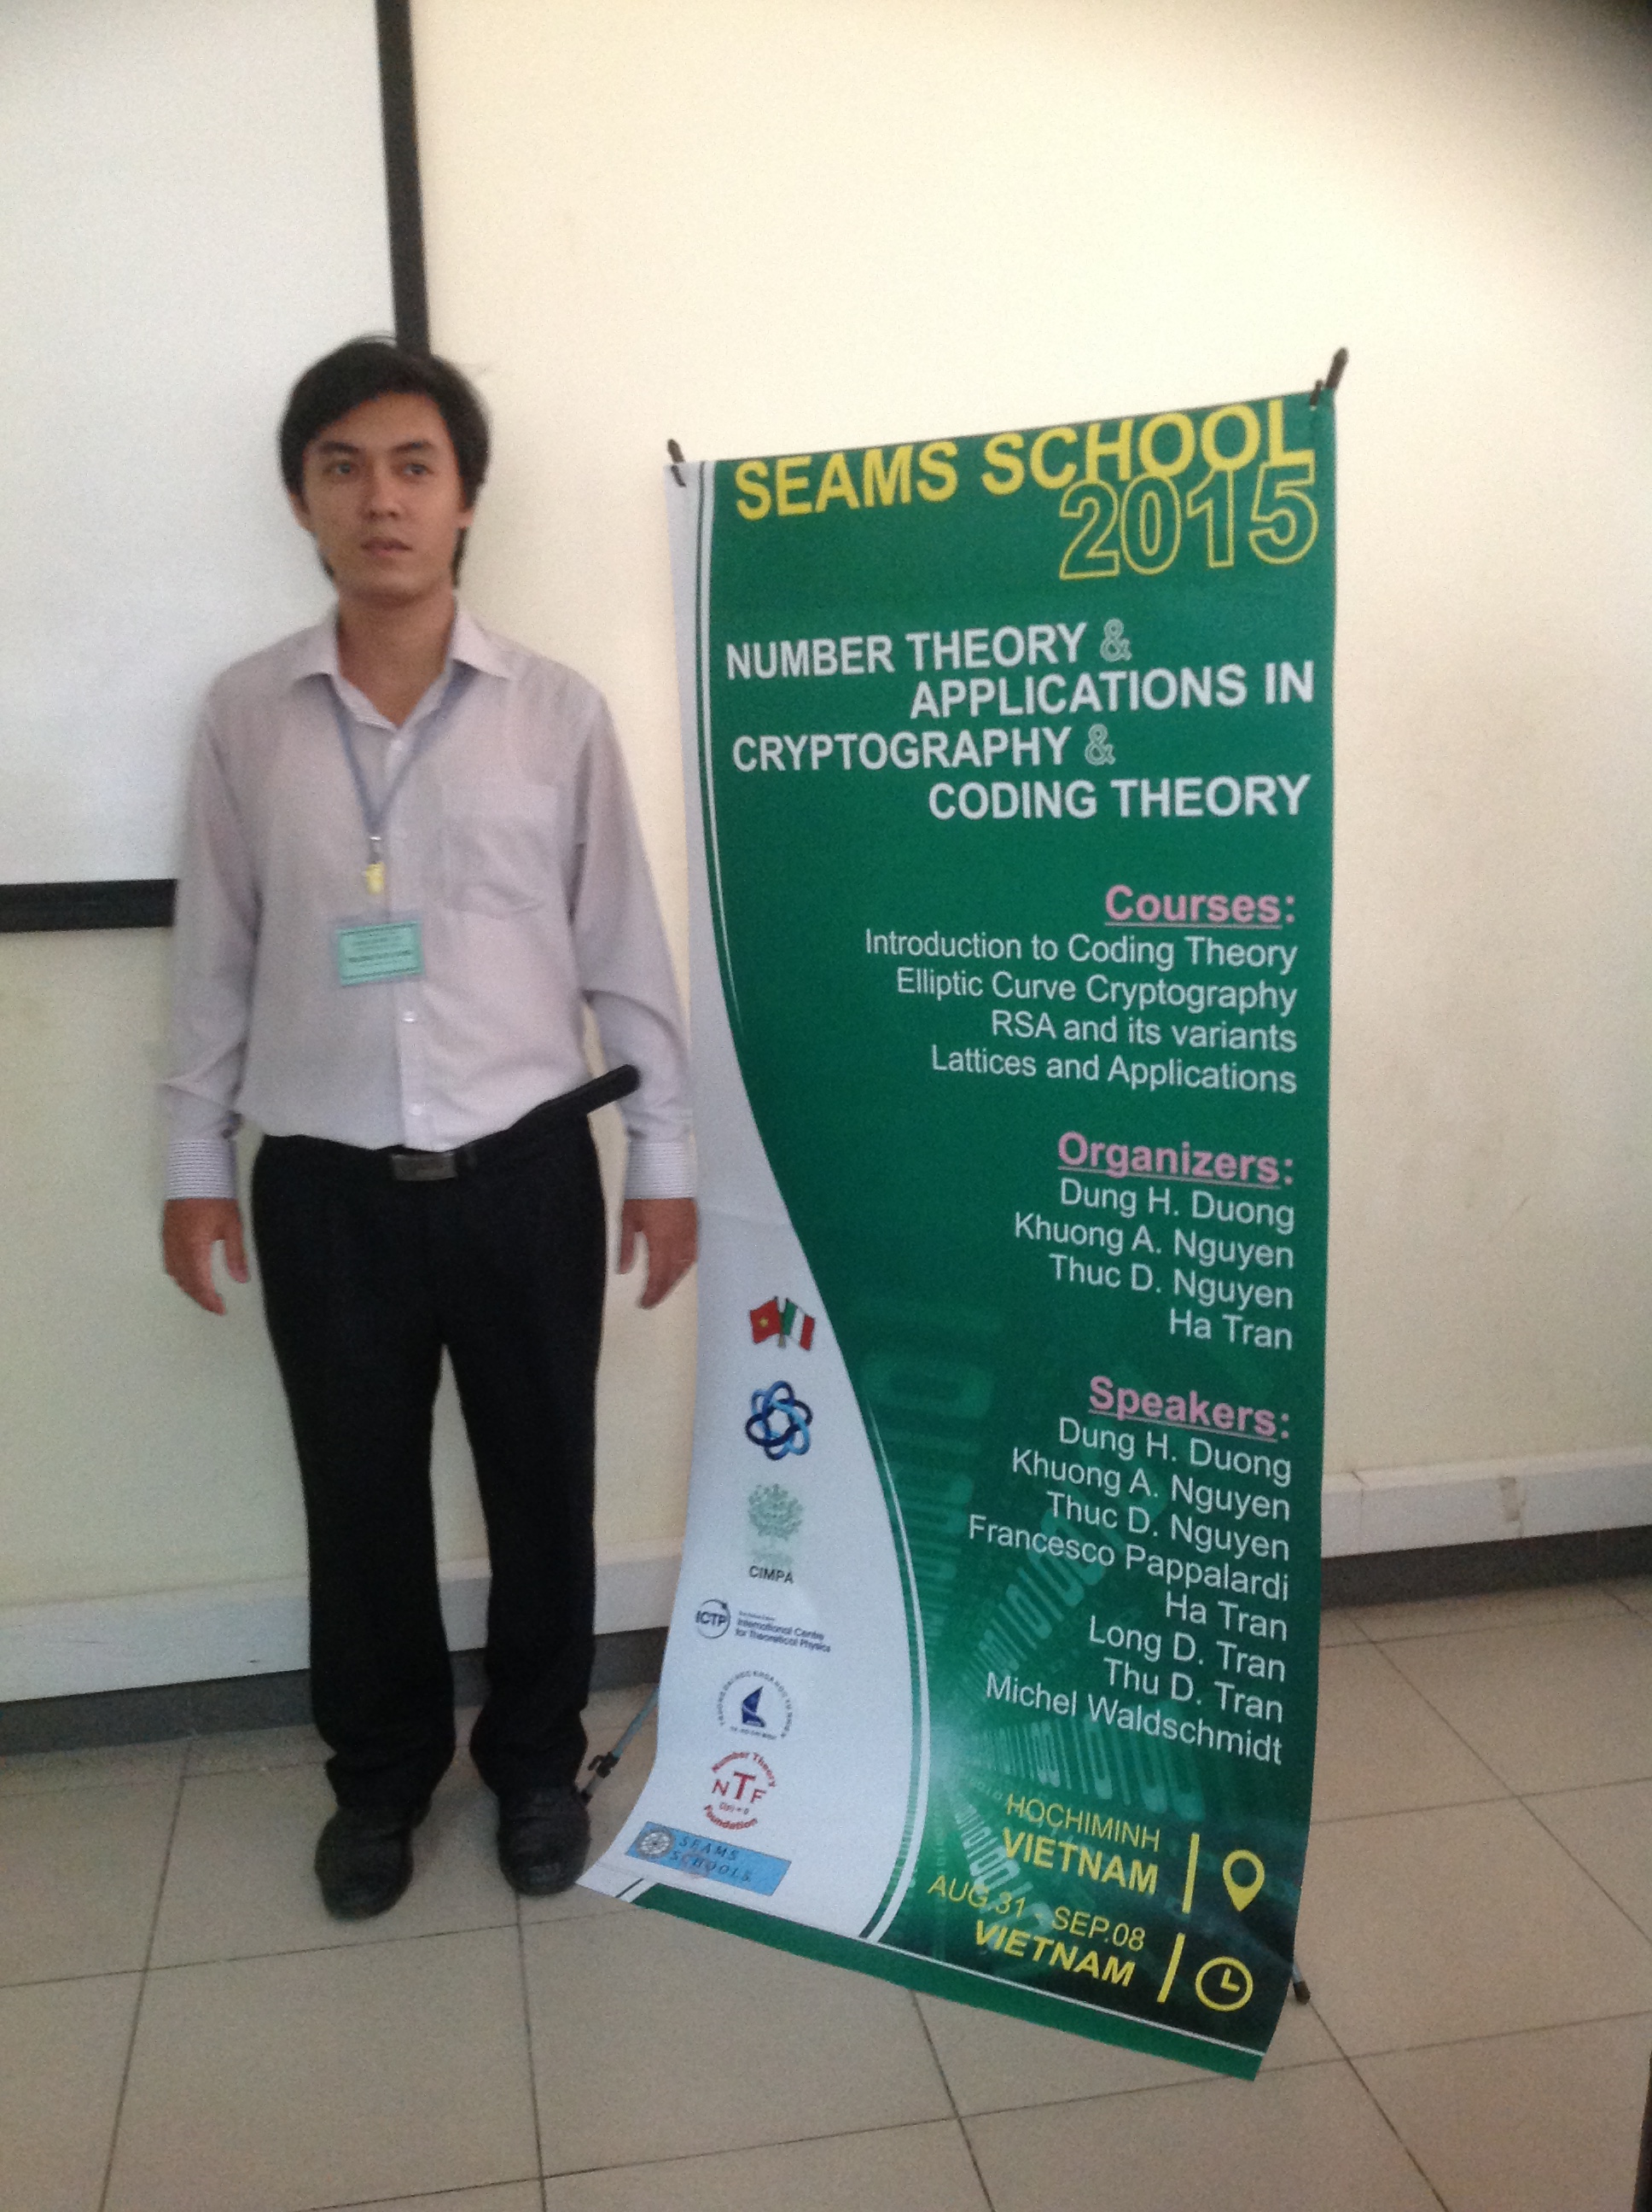 SEAMS SCHOOL
2015
NUMBER THEORY &
APPLICATIONS IN
CRYPTOGRAPHY &
CODING THEORY
Courses:
Introduction to Coding Theory
Elliptic Curve Cryptography
RSA and its variants
Lattices and Applications
Organizers:
Dung H. Duong
Khuong A. Nguyen
Thuc D. Nguyen
Ha Tran
Speakers:
Dung H. Duong
Khuong A. Nguyen
Thuc D. Nguyen
Francesco Pappalardi
Ha Tran
Long D. Tran
Thu D. Tran
Michel Waldschmidt
HOCHIMINH
VIETNAM
AUG.31 - SEP.08
VIETNAM
CIMPA
ICTP
International Centre
for Theoretical Physics
Number Theory
NTF
Foundation
SEAMS
SCHOOLS